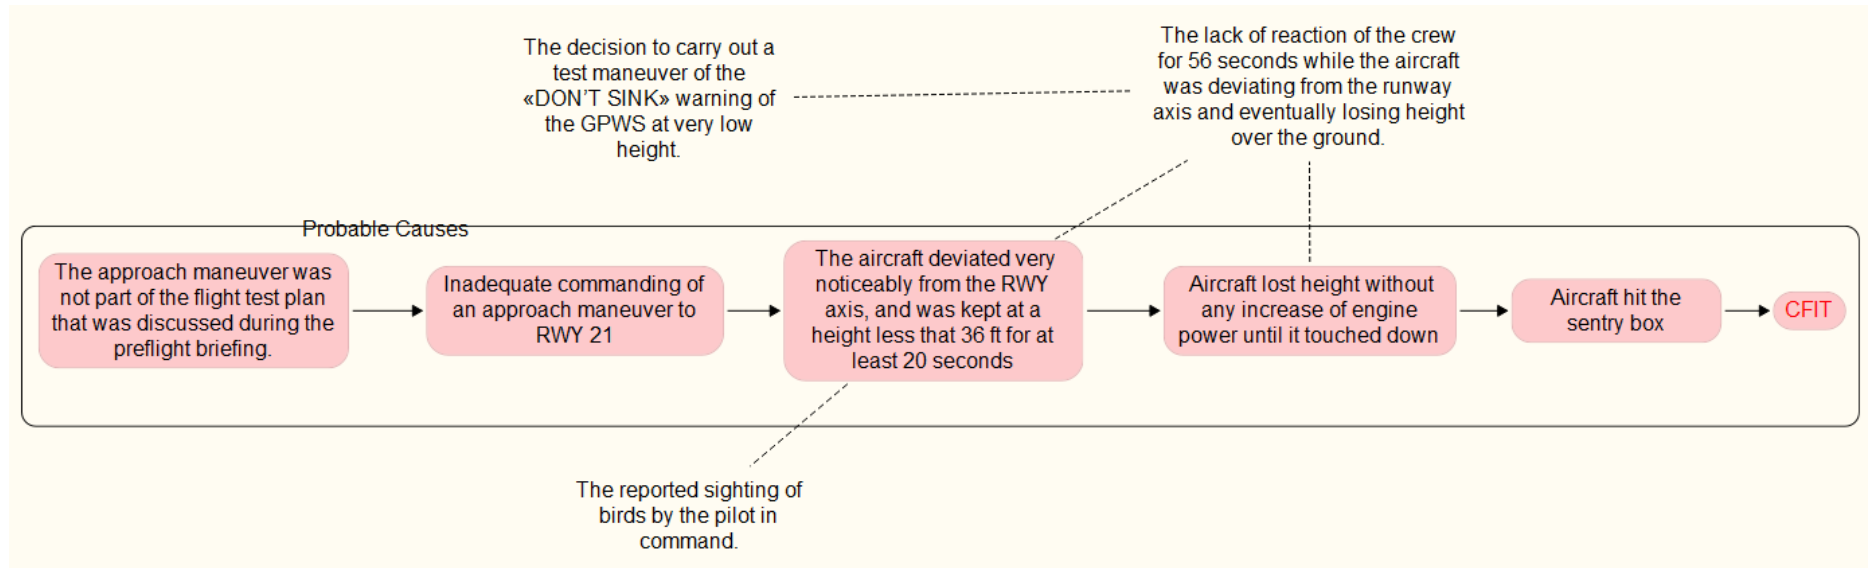 The decision to carry out a
test maneuver of the
«DON'T SINK» warning of
the GPWS at very low
height.
The lack of reaction of the crew
for 56 seconds while the aircraft
was deviating from the runway
axis and eventually losing height
over the ground.
Probable Causes
The approach maneuver was
not part of the flight test plan
that was discussed during the
preflight briefing.
Inadequate commanding of
an approach maneuver to
RWY 21
The aircraft deviated very
noticeably from the RWY
axis, and was kept at a
height less that 36 ft for at
least 20 seconds
Aircraft lost height without
any increase of engine
power until it touched down
Aircraft hit the
sentry box
CFIT
The reported sighting of
birds by the pilot in
command.